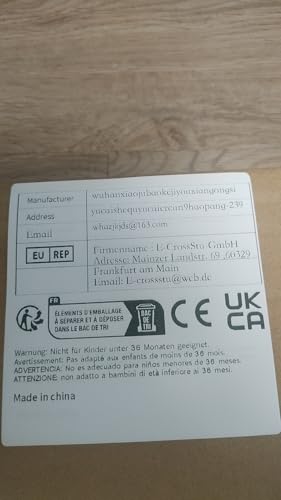 Manufacturer wuhanxiaojubaokejiyouxiangongsi
Address yucaishequyucaicrcun9haopang-239
Email whxzjxjds@163.com
EU REP Firmenname : E-CrossStu GmbH
Adresse: Mainzer Landstr. 69 ,60329
Frankfurt am Main
Email: E-crossstu@web.de
FR
ÉLÉMENTS D'EMBALLAGE
À SÉPARER ET À DÉPOSER
DANS LE BAC DE TRI
BAC
DE
TRI
CE
UK
CA
Warnung: Nicht für Kinder unter 36 Monaten geeignet.
Avertissement: Pas adapté aux enfants de moins de 36 mois.
ADVERTENCIA: No es adecuado para niños menores de 36 meses.
ATTENZIONE: non adatto a bambini di età inferiore ai 36 mesi.
Made in china